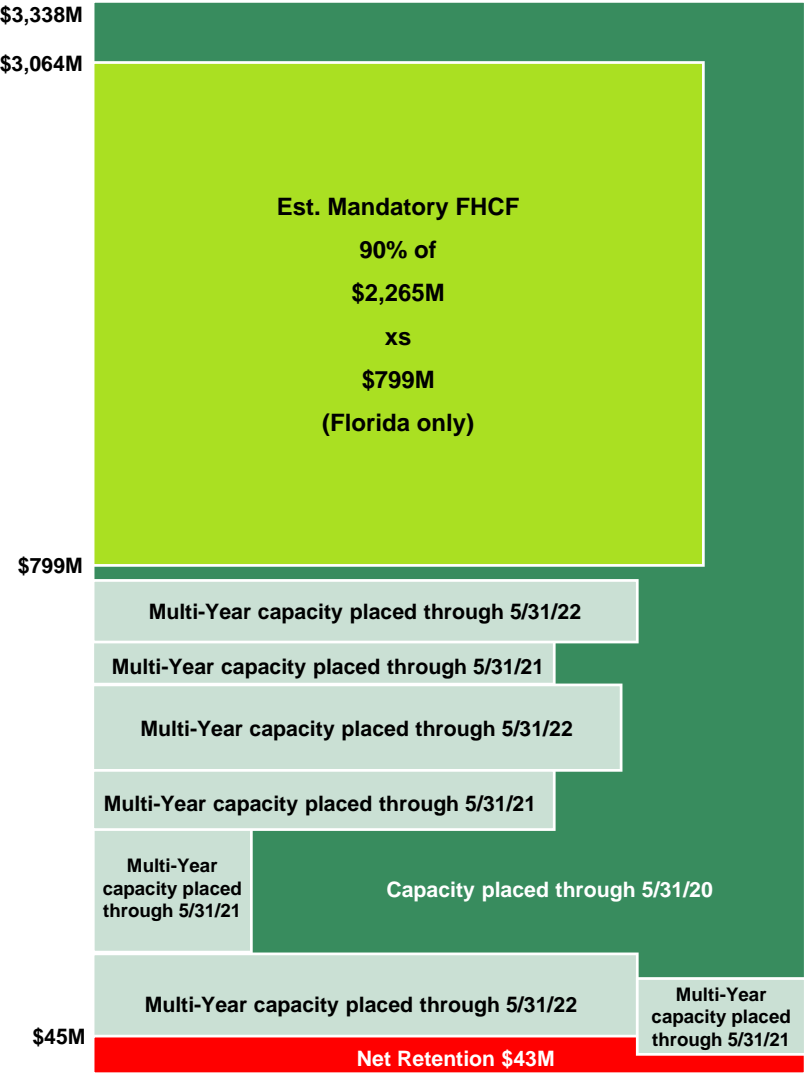 $3,338M
$3,064M
Est. Mandatory FHCF
90% of
$2,265M
xs
$799M
(Florida only)
$799M
Multi-Year capacity placed through 5/31/22
Multi-Year capacity placed through 5/31/21
Multi-Year capacity placed through 5/31/22
Multi-Year capacity placed through 5/31/21
Multi-Year
capacity placed
through 5/31/21
Capacity placed through 5/31/20
Multi-Year capacity placed through 5/31/22
Multi-Year
capacity placed
through 5/31/21
$45M
Net Retention $43M